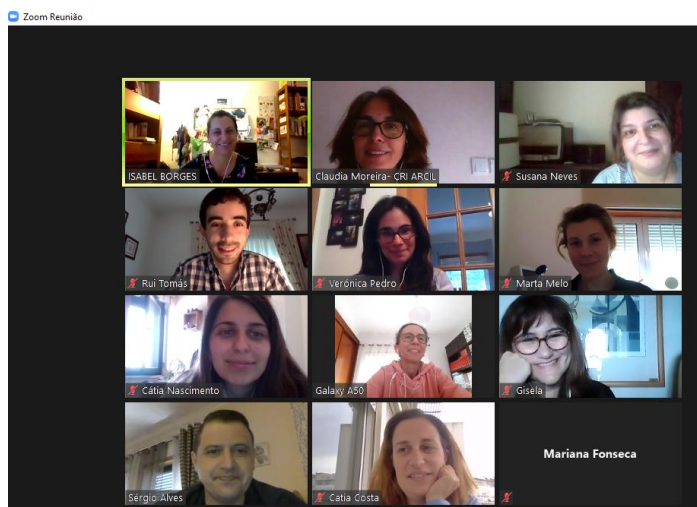 Zoom Reunião
ISABEL BORGES
Claudia Moreira- CRI ARCIL
Susana Neves
Rui Tomás
Verónica Pedro
Marta Melo
Cátia Nascimento
Galaxy A50
Gisela
Sérgio Alves
Catia Costa
Mariana Fonseca